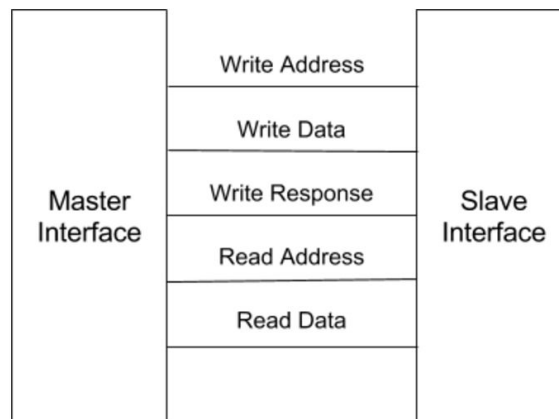 Write Address
Write Data
Master
Interface
Write Response
Slave
Interface
Read Address
Read Data